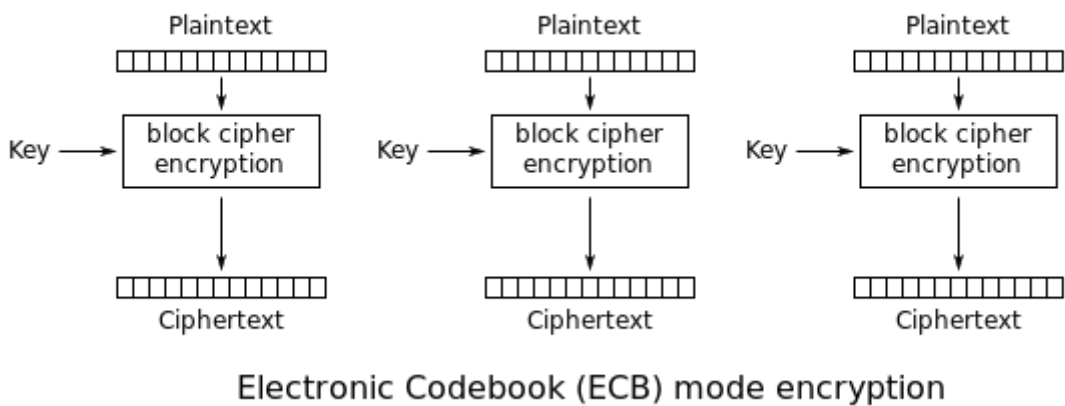 Plaintext
Plaintext
Plaintext
Key
block cipher
encryption
Key
block cipher
encryption
Key
block cipher
encryption
Ciphertext
Ciphertext
Ciphertext
Electronic Codebook (ECB) mode encryption